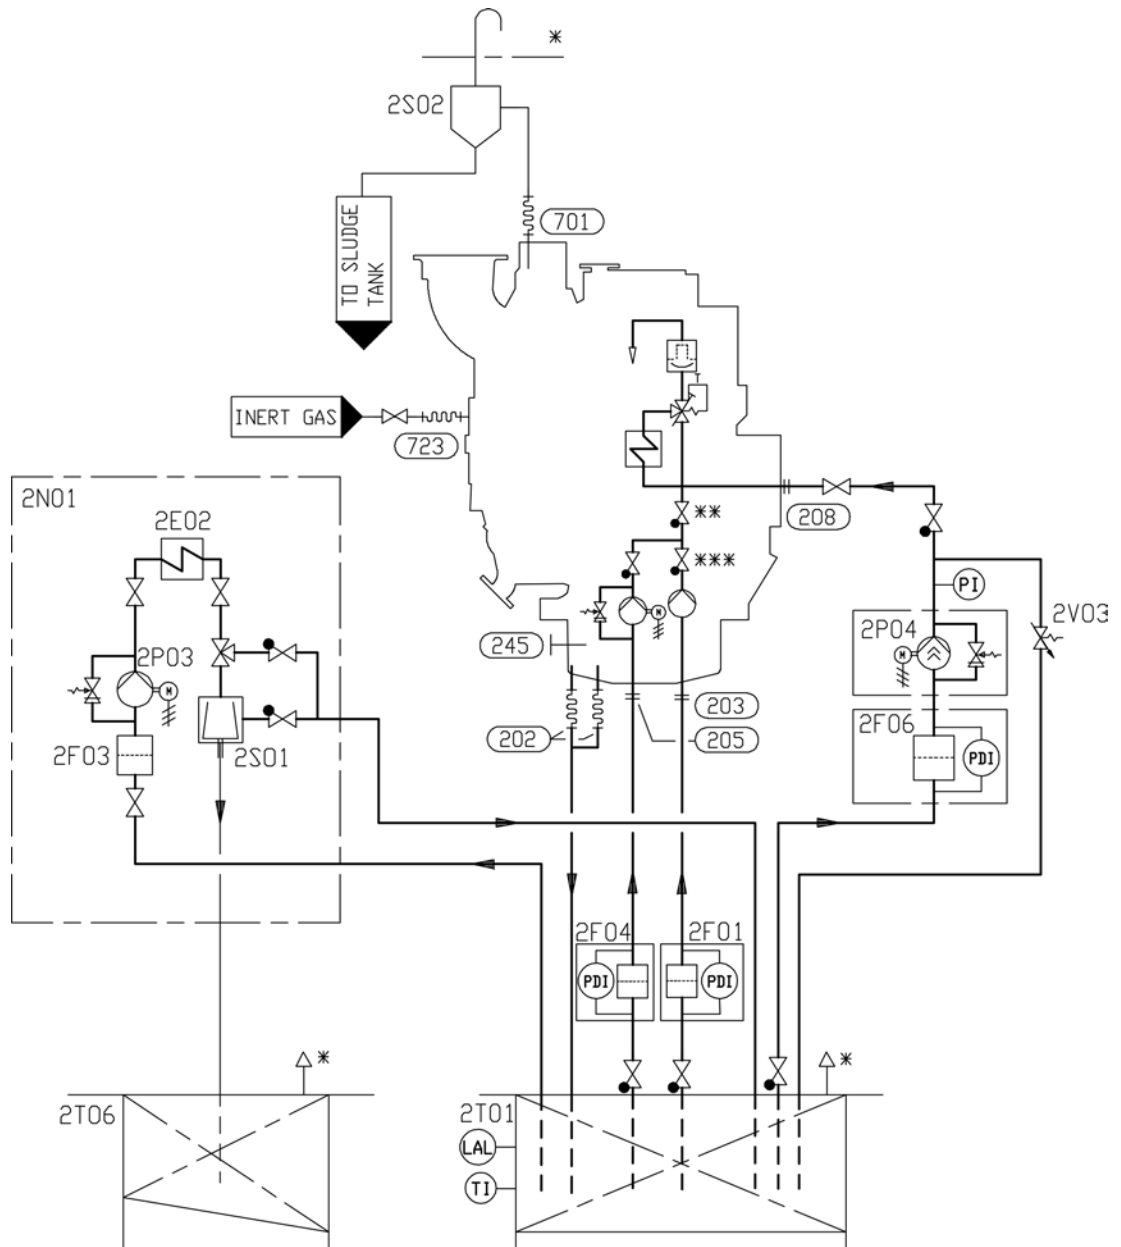 *
2S02
TO SLUDGE
TANK
701
T
INERT GAS
723
2N01
2E02
208
**
***
PI
2V03
2P04
M
2P03
M
M
245
203
2F06
202
205
2F03
2S01
PDI
2F04
2F01
PDI
PDI
*
*
2T06
2T01
LAL
TI